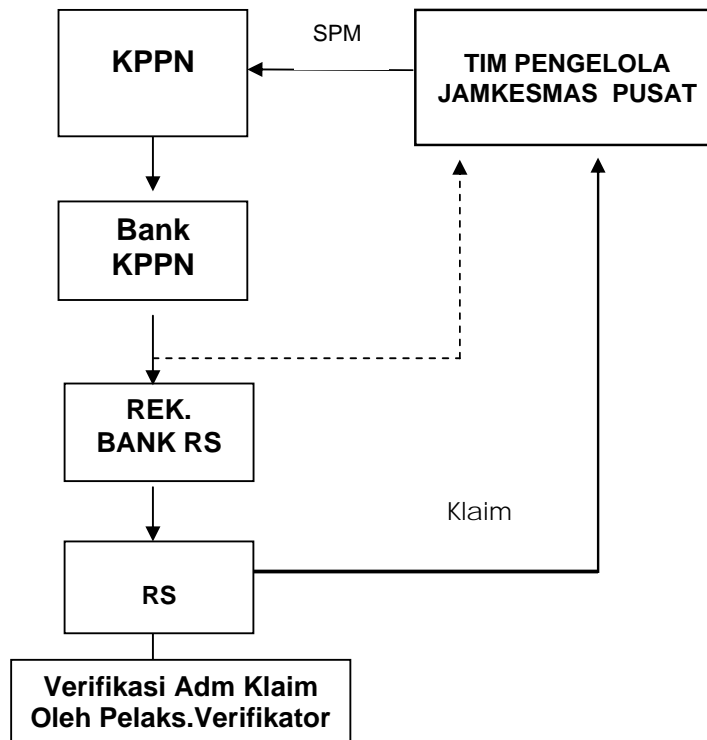 SPM
KPPN
TIM PENGELOLA
JAMKESMAS PUSAT
Bank
KPPN
REK.
BANK RS
Klaim
RS
Verifikasi Adm Klaim
Oleh Pelaks.Verifikator